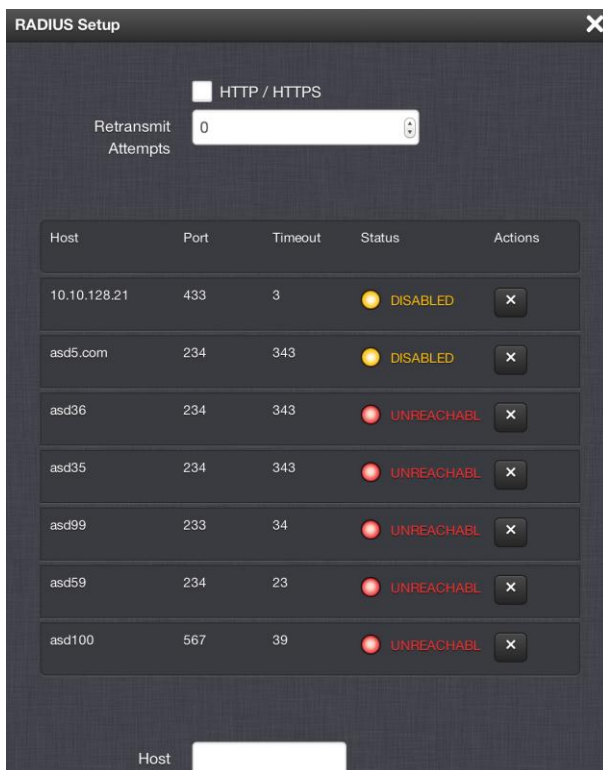 RADIUS Setup
HTTP / HTTPS
Retransmit
Attempts
0
Host Port Timeout Status Actions
10.10.128.21 433 3 DISABLED
asd5.com 234 343 DISABLED
asd36 234 343 UNREACHABL
asd35 234 343 UNREACHABL
asd99 233 34 UNREACHABL
asd59 234 23 UNREACHABL
asd100 567 39 UNREACHABL
Host